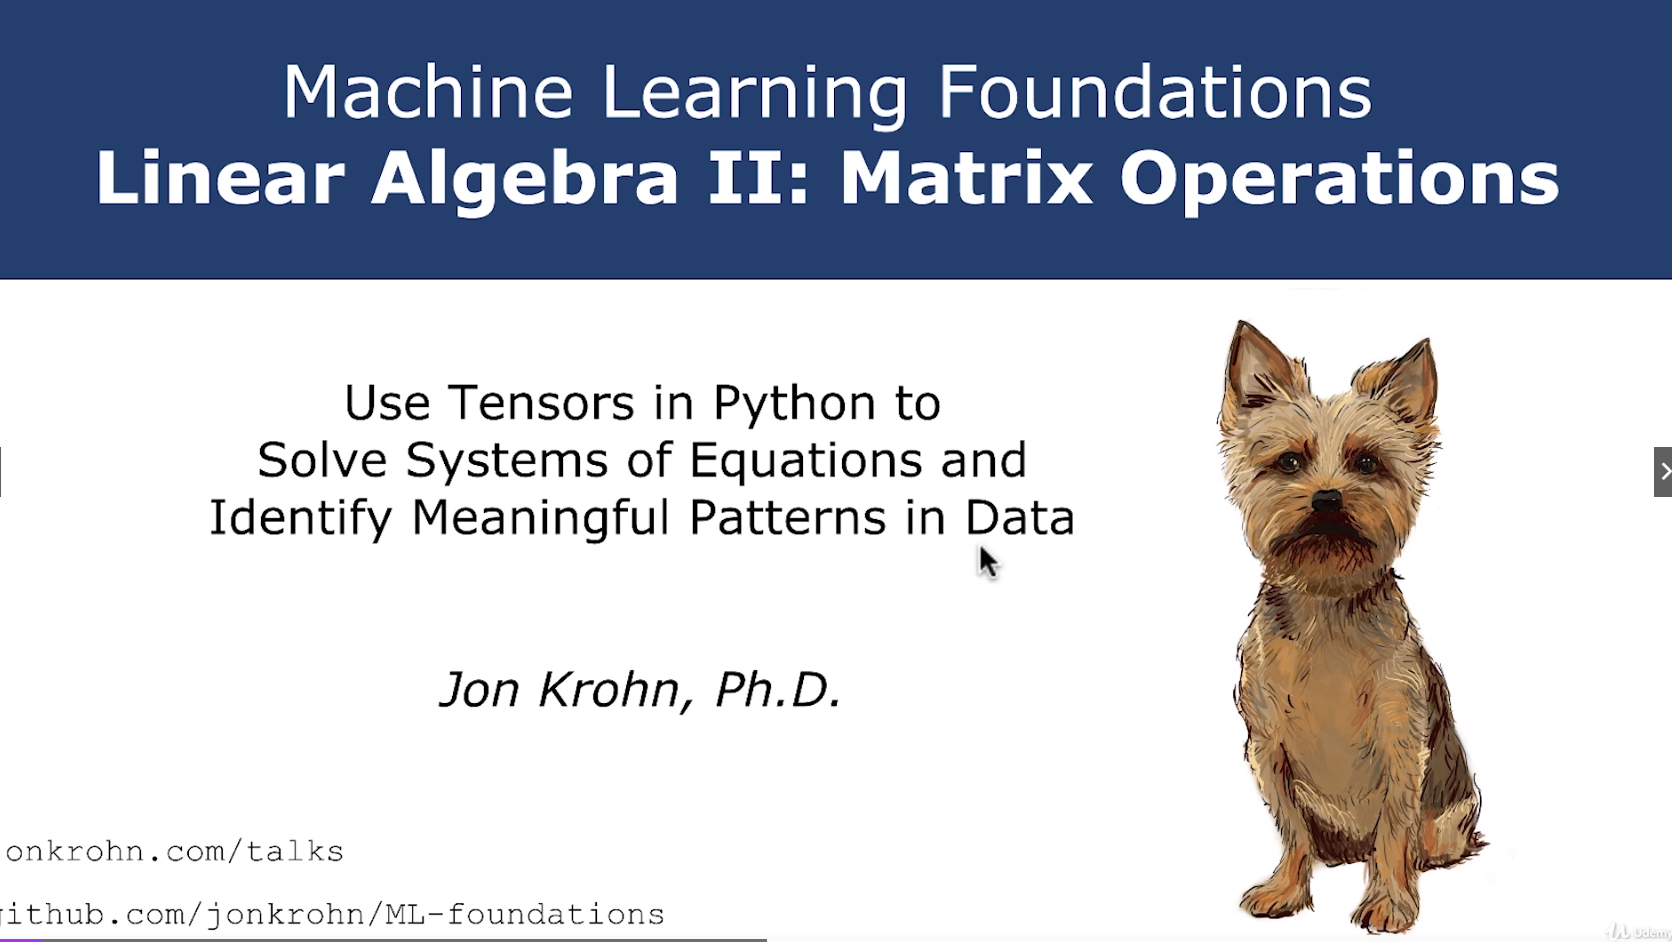 Machine Learning Foundations
Linear Algebra II: Matrix Operations
Use Tensors in Python to
Solve Systems of Equations and
Identify Meaningful Patterns in Data
Jon Krohn, Ph.D.
onkrohn.com/talks
github.com/jonkrohn/ML-foundations
Udemy